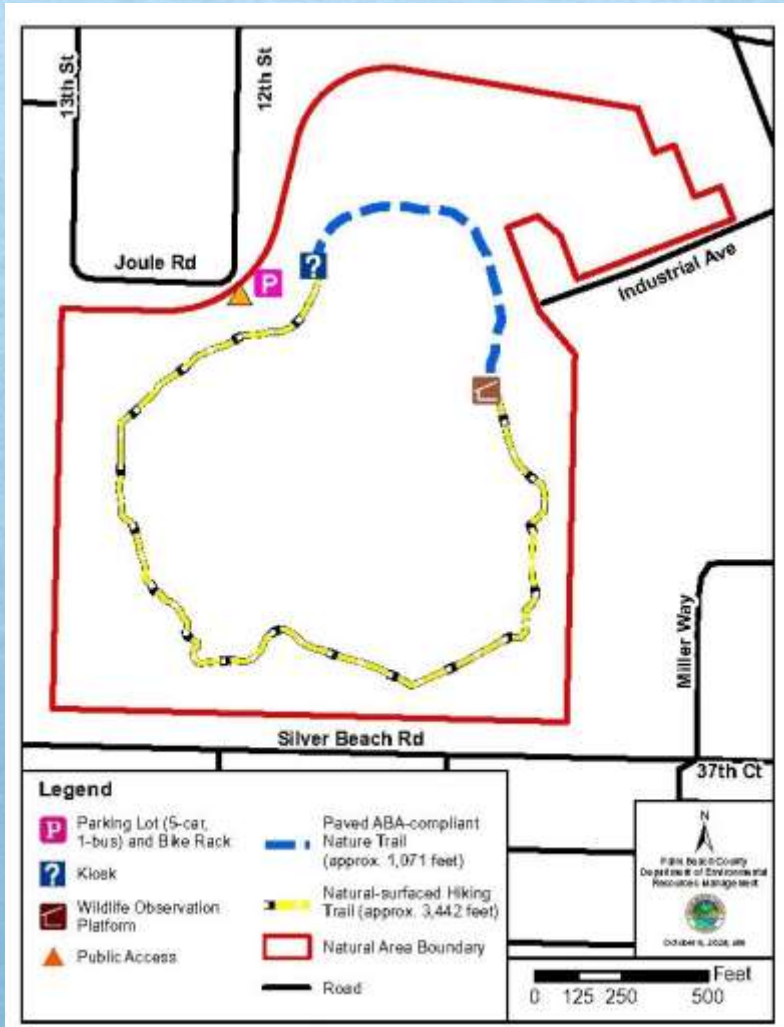 13th St
12th St
Joule Rd
P
?
Industrial Ave
Miller Way
Silver Beach Rd
37th Ct
Legend
P
Parking Lot (5-car,
1-bus) and Bike Rack
?
Kiosk
Wildlife Observation
Platform
Public Access
Paved ABA-compliant
Nature Trail
(approx. 1,071 feet)
Natural-surfaced Hiking
Trail (approx. 3,442 feet)
Natural Area Boundary
Road
N
Palm Beach County
Department of Environmental
Resources Management
Feet
0 125 250 500